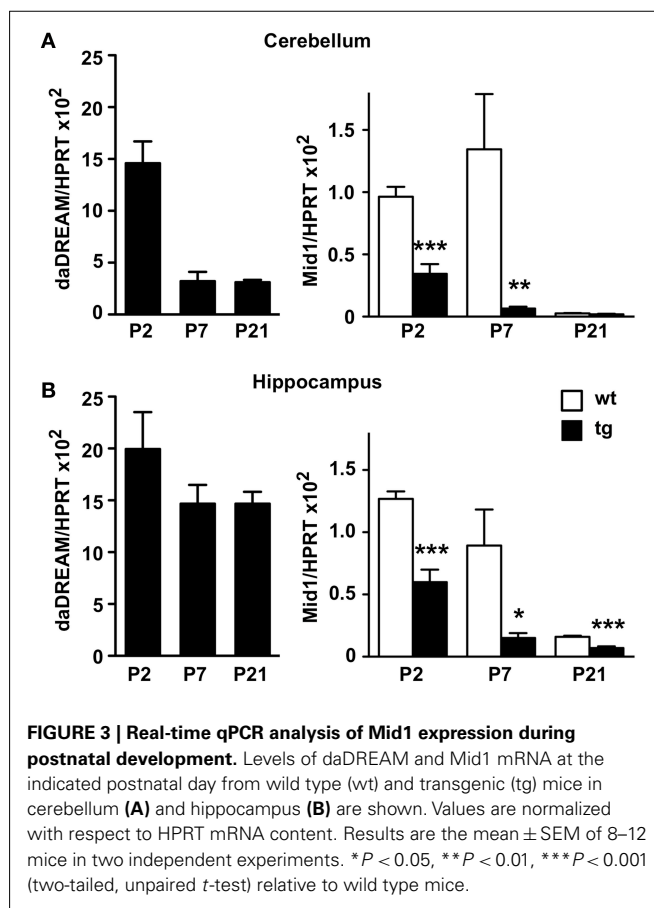 A
Cerebellum
daDREAM/HPRT x10²
25
20
15
10
5
0
P2 P7 P21
Mid1/HPRT x10²
1.5
1.0
0.5
0
***
**
P2 P7 P21
B
Hippocampus
daDREAM/HPRT x10²
25
20
15
10
5
0
P2 P7 P21
Mid1/HPRT x10²
1.5
1.0
0.5
0
***
*
***
P2 P7 P21
wt
tg
FIGURE 3 | Real-time qPCR analysis of Mid1 expression during
postnatal development. Levels of daDREAM and Mid1 mRNA at the
indicated postnatal day from wild type (wt) and transgenic (tg) mice in
cerebellum (A) and hippocampus (B) are shown. Values are normalized
with respect to HPRT mRNA content. Results are the mean ± SEM of 8–12
mice in two independent experiments. *P < 0.05, **P < 0.01, ***P < 0.001
(two-tailed, unpaired t-test) relative to wild type mice.